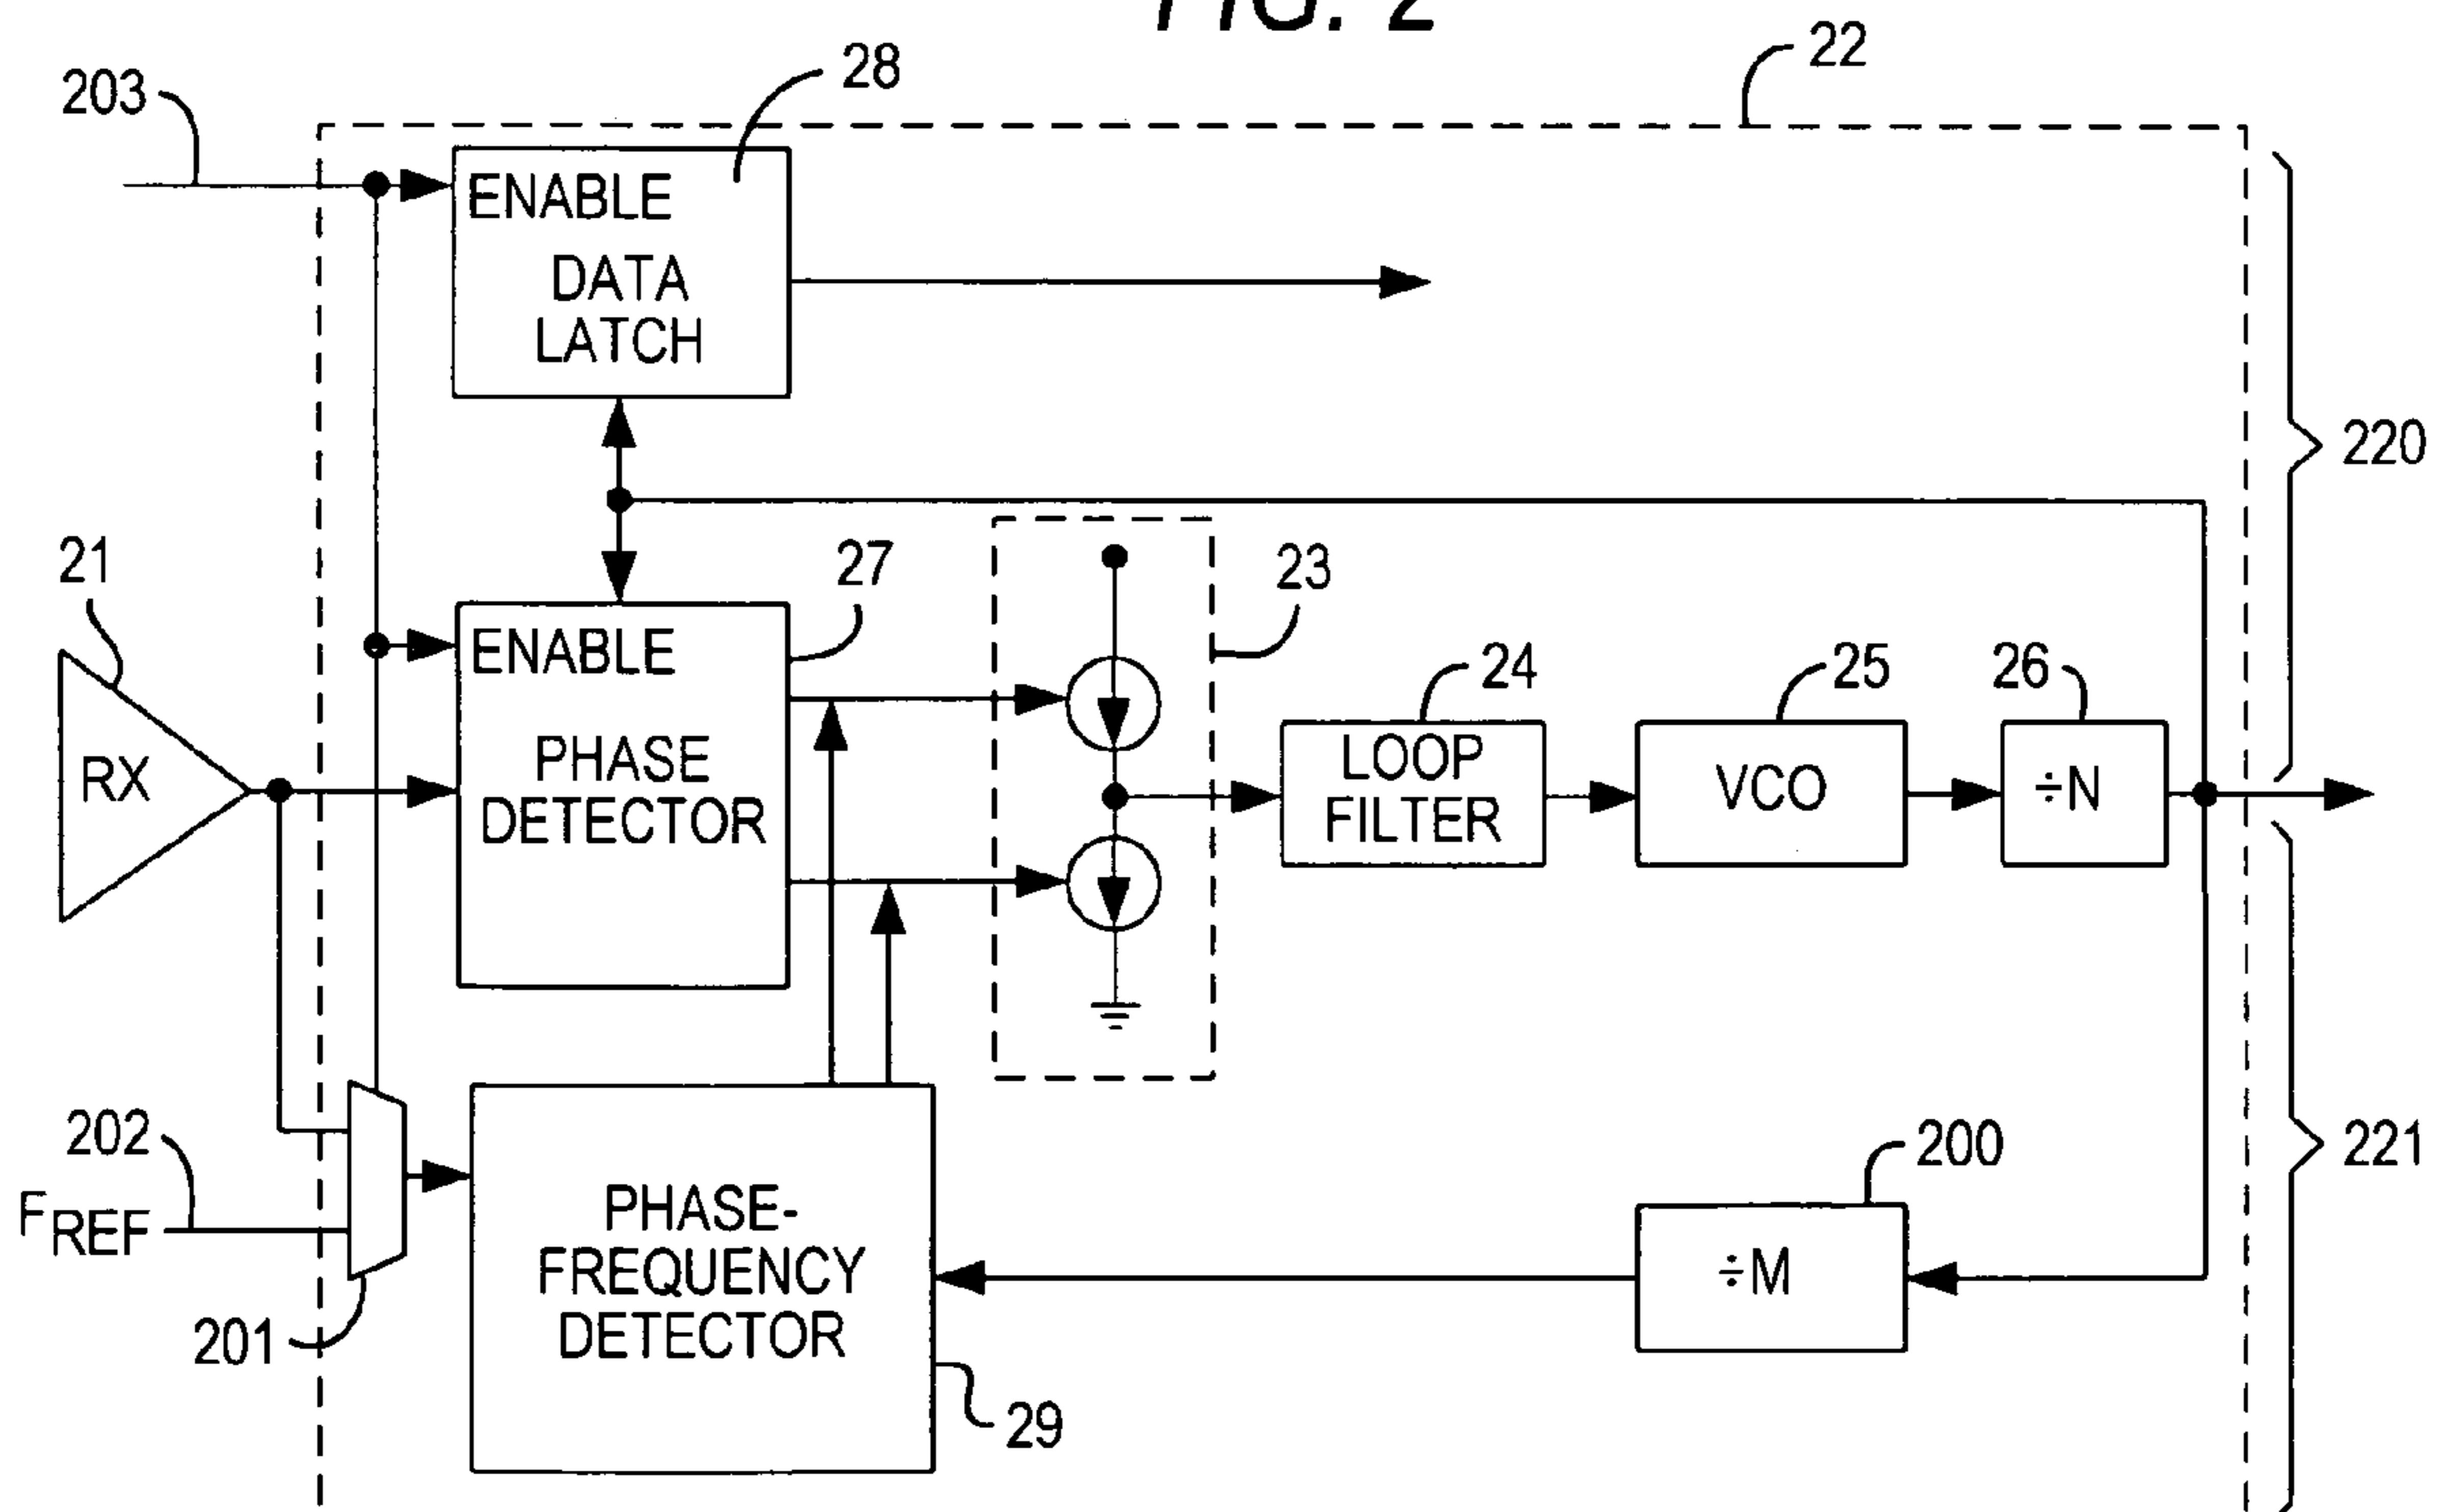 FIG. 2
22
28
203
ENABLE
DATA
LATCH
220
21
27
23
ENABLE
24
25
26
RX
PHASE
DETECTOR
LOOP
FILTER
VCO
÷N
202
FREF
200
221
PHASE-
FREQUENCY
DETECTOR
÷M
201
29